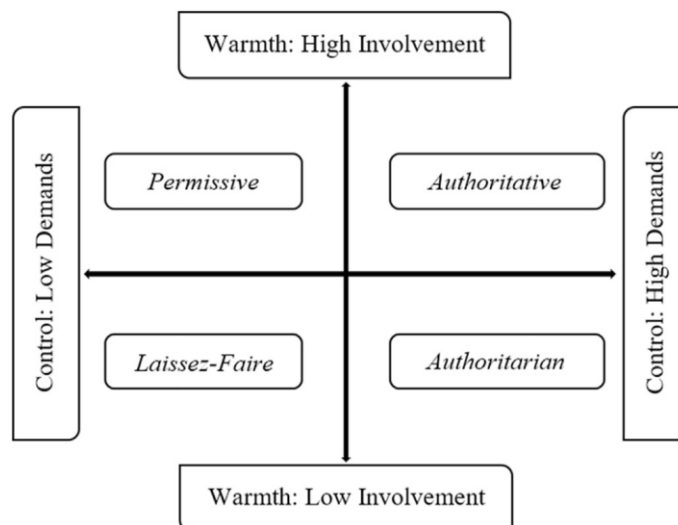 Warmth: High Involvement
Control: Low Demands
Permissive
Authoritative
Control: High Demands
Laissez-Faire
Authoritarian
Warmth: Low Involvement